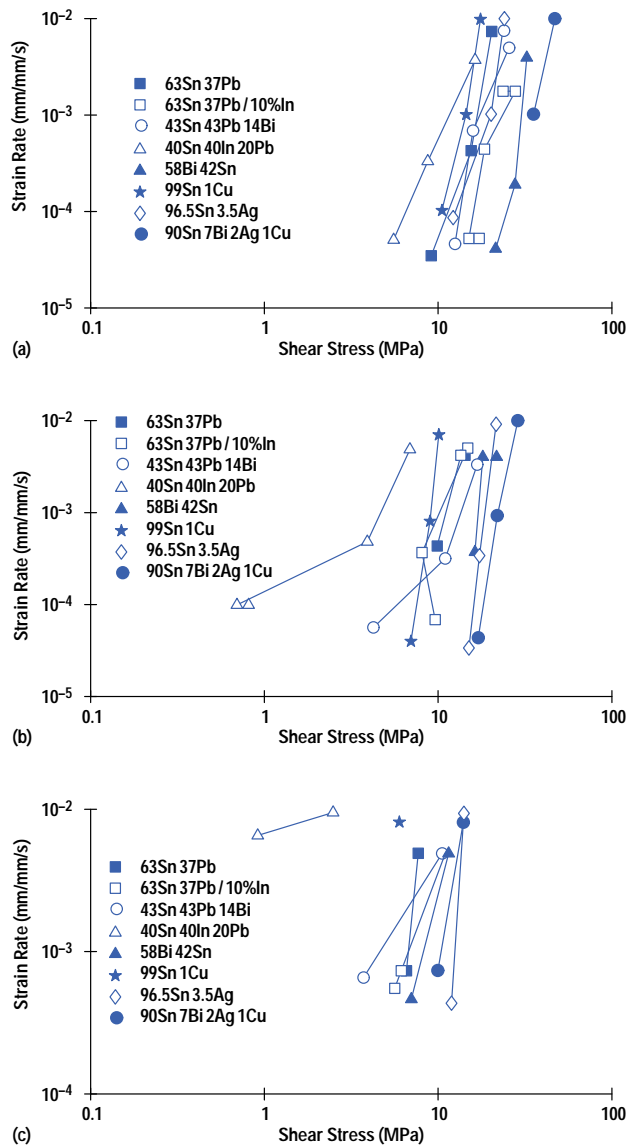 10⁻²
63Sn 37Pb
63Sn 37Pb / 10%In
10⁻³
43Sn 43Pb 14Bi
40Sn 40In 20Pb
58Bi 42Sn
99Sn 1Cu
10⁻⁴
96.5Sn 3.5Ag
90Sn 7Bi 2Ag 1Cu
10⁻⁵
Strain Rate (mm/mm/s)
0.1 1 10 100
(a) Shear Stress (MPa)
10⁻²
63Sn 37Pb
63Sn 37Pb / 10%In
43Sn 43Pb 14Bi
10⁻³
40Sn 40In 20Pb
58Bi 42Sn
99Sn 1Cu
96.5Sn 3.5Ag
90Sn 7Bi 2Ag 1Cu
10⁻⁴
10⁻⁵
Strain Rate (mm/mm/s)
0.1 1 10 100
(b) Shear Stress (MPa)
10⁻²
63Sn 37Pb
63Sn 37Pb / 10%In
43Sn 43Pb 14Bi
40Sn 40In 20Pb
10⁻³
58Bi 42Sn
99Sn 1Cu
96.5Sn 3.5Ag
90Sn 7Bi 2Ag 1Cu
10⁻⁴
Strain Rate (mm/mm/s)
0.1 1 10 100
(c) Shear Stress (MPa)